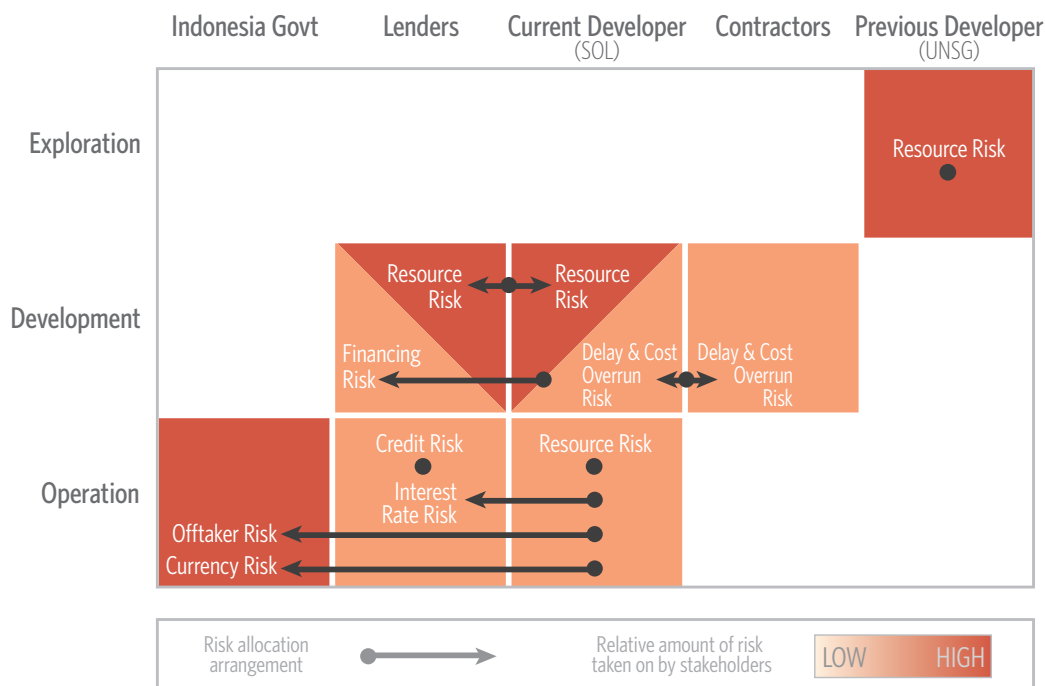 Indonesia Govt
Lenders
Current Developer
(SOL)
Contractors
Previous Developer
(UNSG)
Exploration
Resource Risk
Development
Resource
Risk
Resource
Risk
Financing
Risk
Delay & Cost
Overrun
Risk
Delay & Cost
Overrun
Risk
Operation
Credit Risk
Resource Risk
Interest
Rate Risk
Offtaker Risk
Currency Risk
Risk allocation
arrangement
Relative amount of risk
taken on by stakeholders
LOW
HIGH